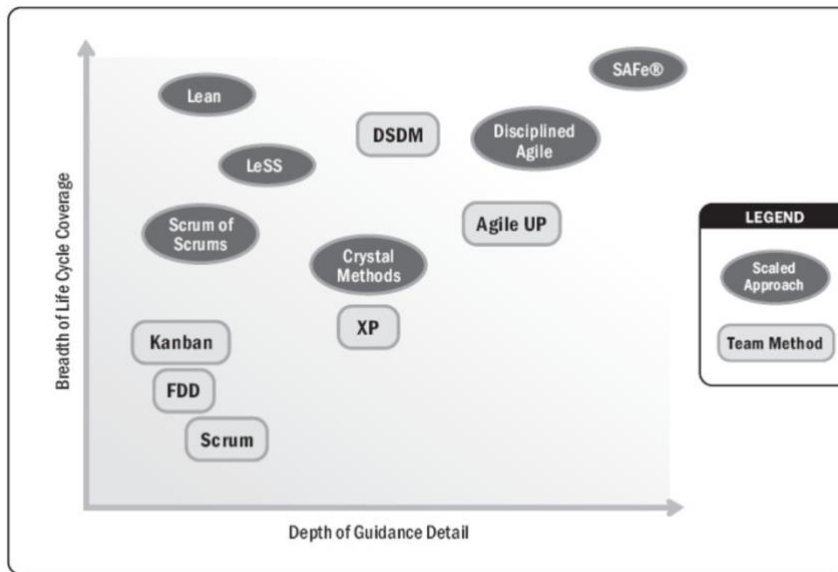 SAFe®
Lean
DSDM
Disciplined
Agile
LeSS
Scrum of
Scrums
Agile UP
Crystal
Methods
XP
Kanban
FDD
Scrum
Breadth of Life Cycle Coverage
Depth of Guidance Detail
LEGEND
Scaled
Approach
Team Method